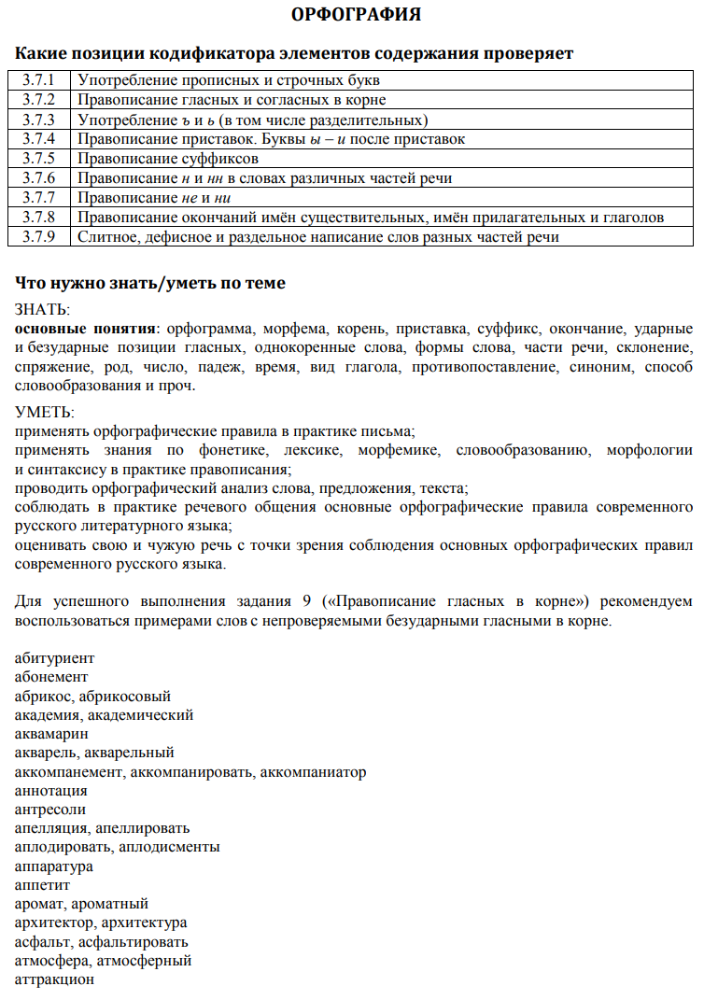 ОРФОГРАФИЯ
Какие позиции кодификатора элементов содержания проверяет
3.7.1 Употребление прописных и строчных букв
3.7.2 Правописание гласных и согласных в корне
3.7.3 Употребление ъ и ь (в том числе разделительных)
3.7.4 Правописание приставок. Буквы ы – и после приставок
3.7.5 Правописание суффиксов
3.7.6 Правописание н и нн в словах различных частей речи
3.7.7 Правописание не и ни
3.7.8 Правописание окончаний имён существительных, имён прилагательных и глаголов
3.7.9 Слитное, дефисное и раздельное написание слов разных частей речи
Что нужно знать/уметь по теме
ЗНАТЬ:
основные понятия: орфограмма, морфема, корень, приставка, суффикс, окончание, ударные
и безударные позиции гласных, однокоренные слова, формы слова, части речи, склонение,
спряжение, род, число, падеж, время, вид глагола, противопоставление, синоним, способ
словообразования и проч.
УМЕТЬ:
применять орфографические правила в практике письма;
применять знания по фонетике, лексике, морфемике, словообразованию, морфологии
и синтаксису в практике правописания;
проводить орфографический анализ слова, предложения, текста;
соблюдать в практике речевого общения основные орфографические правила современного
русского литературного языка;
оценивать свою и чужую речь с точки зрения соблюдения основных орфографических правил
современного русского языка.
Для успешного выполнения задания 9 («Правописание гласных в корне») рекомендуем
воспользоваться примерами слов с непроверяемыми безударными гласными в корне.
абитуриент
абонемент
абрикос, абрикосовый
академия, академический
аквамарин
акварель, акварельный
аккомпанемент, аккомпанировать, аккомпаниатор
аннотация
антресоли
апелляция, апеллировать
аплодировать, аплодисменты
аппаратура
аппетит
аромат, ароматный
архитектор, архитектура
асфальт, асфальтировать
атмосфера, атмосферный
аттракцион